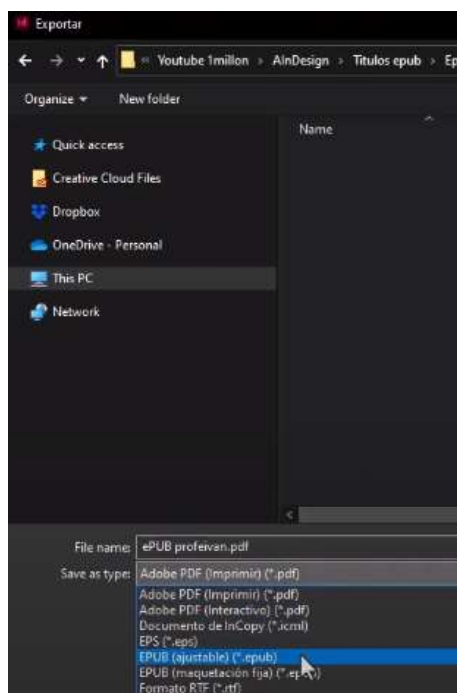 Exportar
« Youtube 1millon › AInDesign › Titulos epub › Ep
Organize New folder
Name
Quick access
Creative Cloud Files
Dropbox
OneDrive - Personal
This PC
Network
File name: ePUB profeivan.pdf
Save as type: Adobe PDF (Imprimir) (*.pdf)
Adobe PDF (Imprimir) (*.pdf)
Adobe PDF (Interactivo) (*.pdf)
Documento de InCopy (*.icml)
EPS (*.eps)
EPUB (ajustable) (*.epub)
EPUB (maquetación fija) (*.epub)
Formato RTF (*.rtf)